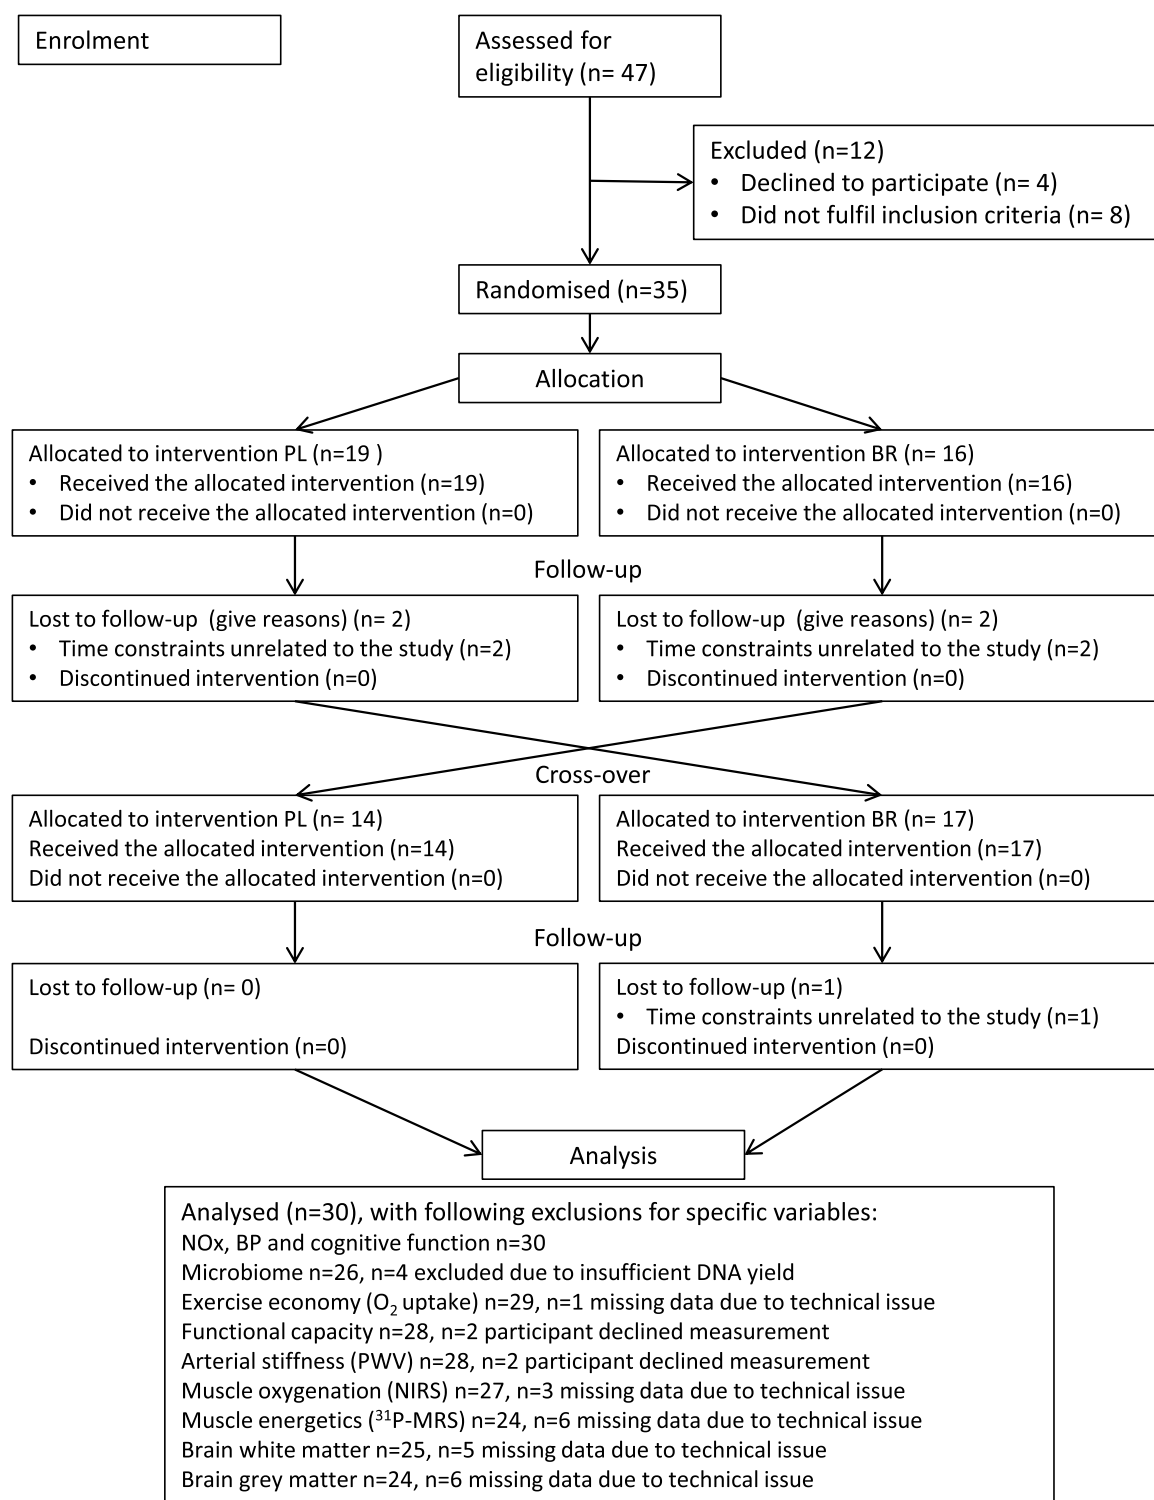 Enrolment
Assessed for
eligibility (n= 47)
Excluded (n=12)
• Declined to participate (n= 4)
• Did not fulfil inclusion criteria (n= 8)
Randomised (n=35)
Allocation
Allocated to intervention PL (n=19 )
• Received the allocated intervention (n=19)
• Did not receive the allocated intervention (n=0)
Allocated to intervention BR (n= 16)
• Received the allocated intervention (n=16)
• Did not receive the allocated intervention (n=0)
Follow-up
Lost to follow-up  (give reasons) (n= 2)
• Time constraints unrelated to the study (n=2)
• Discontinued intervention (n=0)
Lost to follow-up  (give reasons) (n= 2)
• Time constraints unrelated to the study (n=2)
• Discontinued intervention (n=0)
Cross-over
Allocated to intervention PL (n= 14)
Received the allocated intervention (n=14)
Did not receive the allocated intervention (n=0)
Allocated to intervention BR (n= 17)
Received the allocated intervention (n=17)
Did not receive the allocated intervention (n=0)
Follow-up
Lost to follow-up (n= 0)
Discontinued intervention (n=0)
Lost to follow-up (n=1)
• Time constraints unrelated to the study (n=1)
Discontinued intervention (n=0)
Analysis
Analysed (n=30), with following exclusions for specific variables:
NOx, BP and cognitive function n=30
Microbiome n=26, n=4 excluded due to insufficient DNA yield
Exercise economy (O₂ uptake) n=29, n=1 missing data due to technical issue
Functional capacity n=28, n=2 participant declined measurement
Arterial stiffness (PWV) n=28, n=2 participant declined measurement
Muscle oxygenation (NIRS) n=27, n=3 missing data due to technical issue
Muscle energetics (³¹P-MRS) n=24, n=6 missing data due to technical issue
Brain white matter n=25, n=5 missing data due to technical issue
Brain grey matter n=24, n=6 missing data due to technical issue